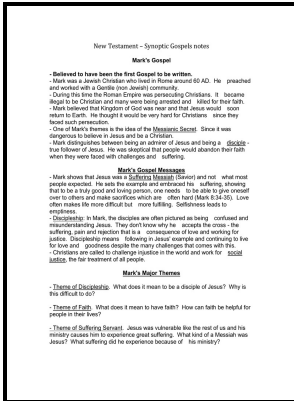 New Testament – Synoptic Gospels notes
Mark's Gospel
- Believed to have been the first Gospel to be written.
- Mark was a Jewish Christian who lived in Rome around 60 AD. He preached
and worked with a Gentile (non Jewish) community.
- During this time the Roman Empire was persecuting Christians. It became
illegal to be Christian and many were being arrested and killed for their faith.
- Mark believed that Kingdom of God was near and that Jesus would soon
return to Earth. He thought it would be very hard for Christians since they
faced such persecution.
- One of Mark's themes is the idea of the Messianic Secret. Since it was
dangerous to believe in Jesus and be a Christian.
- Mark distinguishes between being an admirer of Jesus and being a disciple -
true follower of Jesus. He was skeptical that people would abandon their faith
when they were faced with challenges and suffering.
Mark's Gospel Messages
- Mark shows that Jesus was a Suffering Messiah (Savior) and not what most
people expected. He sets the example and embraced his suffering, showing
that to be a truly good and loving person, one needs to be able to give oneself
over to others and make sacrifices which are often hard (Mark 8:34-35). Love
often makes life more difficult but more fulfilling. Selfishness leads to
emptiness.
- Discipleship: In Mark, the disciples are often pictured as being confused and
misunderstanding Jesus. They don't know why he accepts the cross - the
suffering, pain and rejection that is a consequence of love and working for
justice. Discipleship means following in Jesus' example and continuing to live
for love and goodness despite the many challenges that comes with this.
- Christians are called to challenge injustice in the world and work for social
justice, the fair treatment of all people.
Mark's Major Themes
- Theme of Discipleship. What does it mean to be a disciple of Jesus? Why is
this difficult to do?
- Theme of Faith. What does it mean to have faith? How can faith be helpful for
people in their lives?
- Theme of Suffering Servant. Jesus was vulnerable like the rest of us and his
ministry causes him to experience great suffering. What kind of a Messiah was
Jesus? What suffering did he experience because of his ministry?